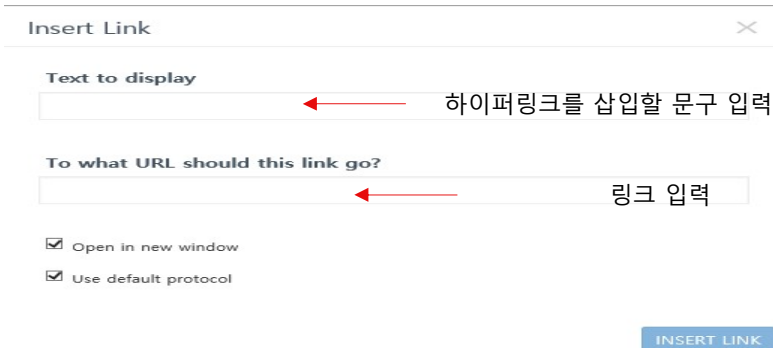 Insert Link
Text to display
하이퍼링크를 삽입할 문구 입력
To what URL should this link go?
링크 입력
Open in new window
Use default protocol
INSERT LINK